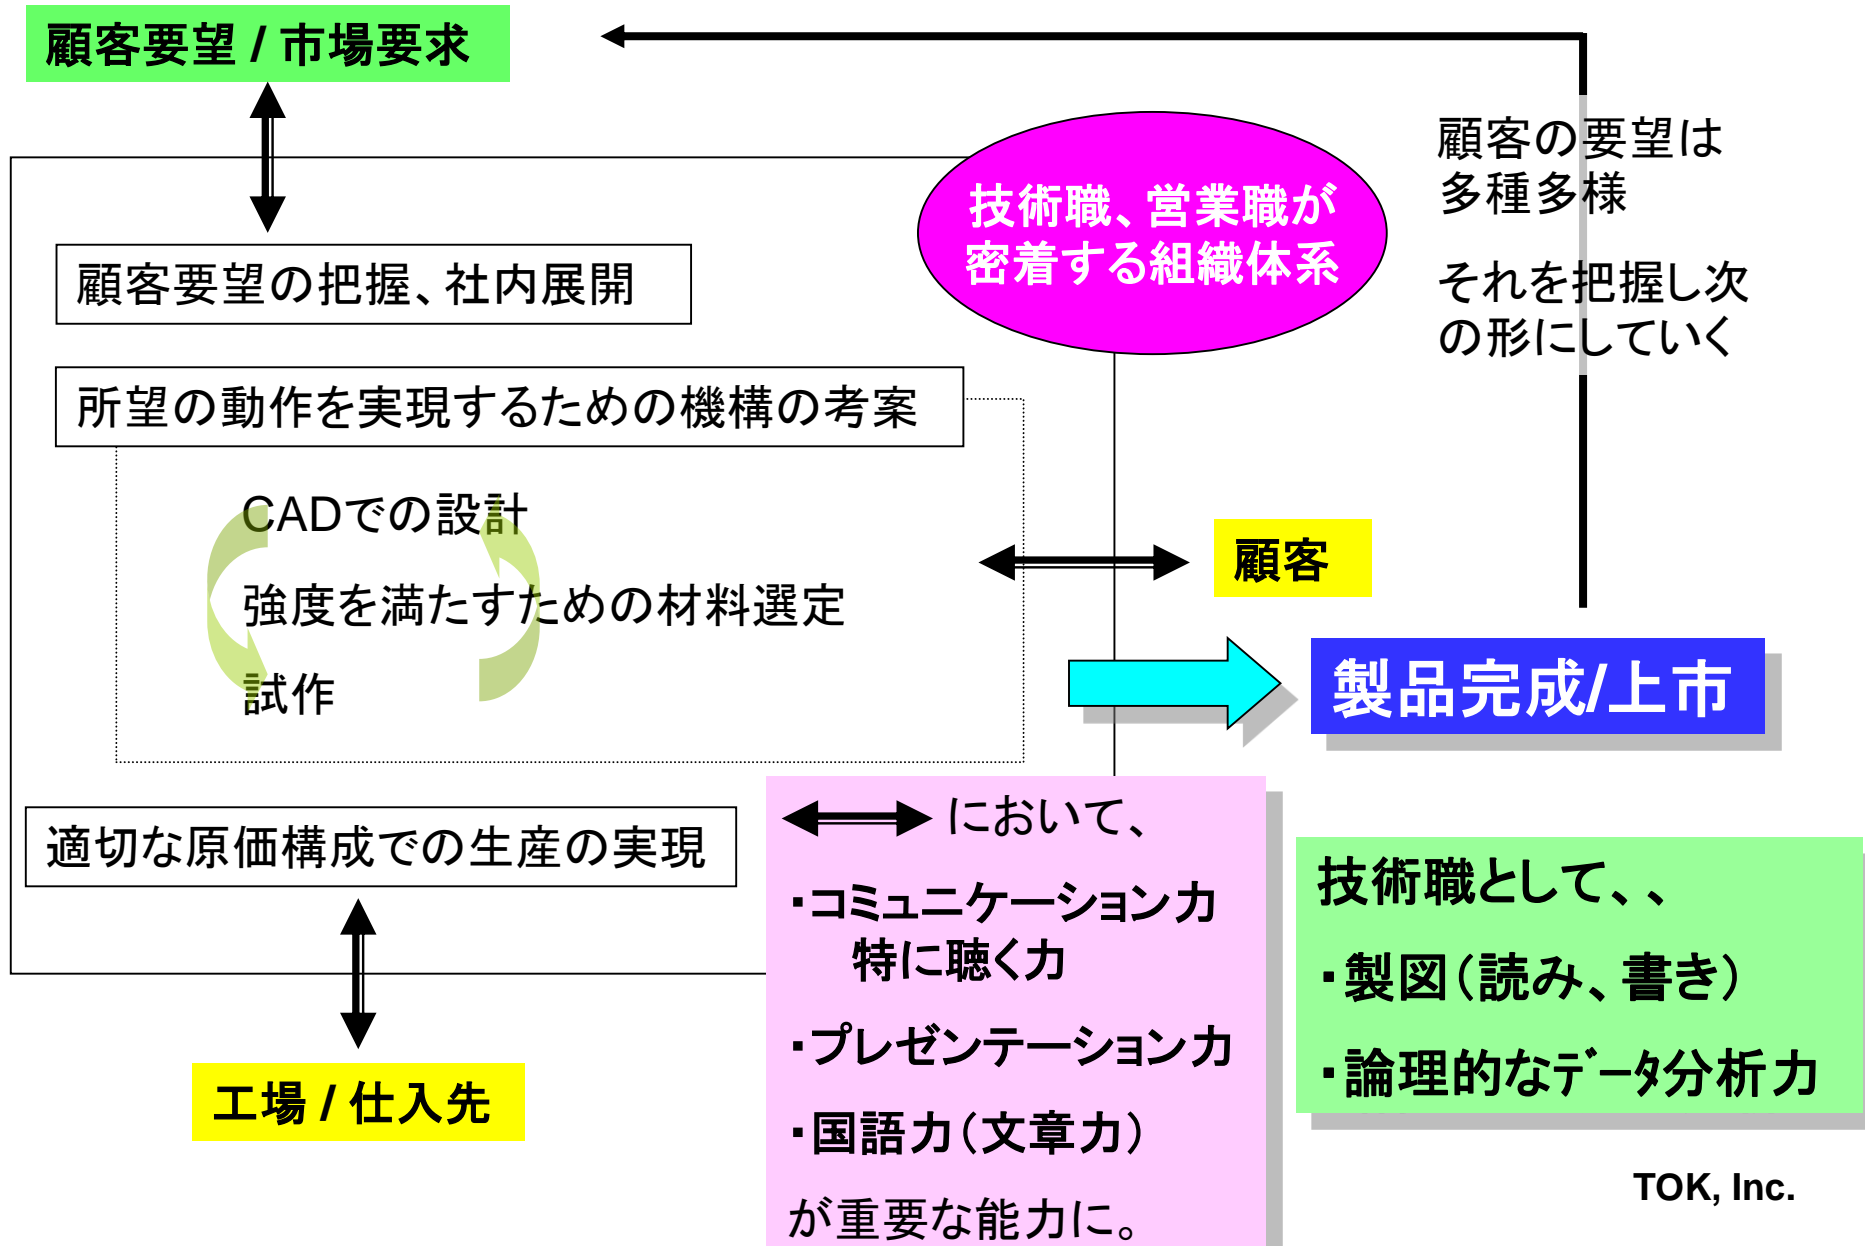 顧客要望 / 市場要求
顧客の要望は
多種多様
それを把握し次
の形にしていく
技術職、営業職が
密着する組織体系
顧客要望の把握、社内展開
所望の動作を実現するための機構の考案
CADでの設計
強度を満たすための材料選定
試作
顧客
製品完成/上市
適切な原価構成での生産の実現
工場 / 仕入先
において、
・コミュニケーション力
特に聴く力
・プレゼンテーション力
・国語力（文章力）
が重要な能力に。
技術職として、、
・製図（読み、書き）
・論理的なﾃﾞｰﾀ分析力
TOK, Inc.